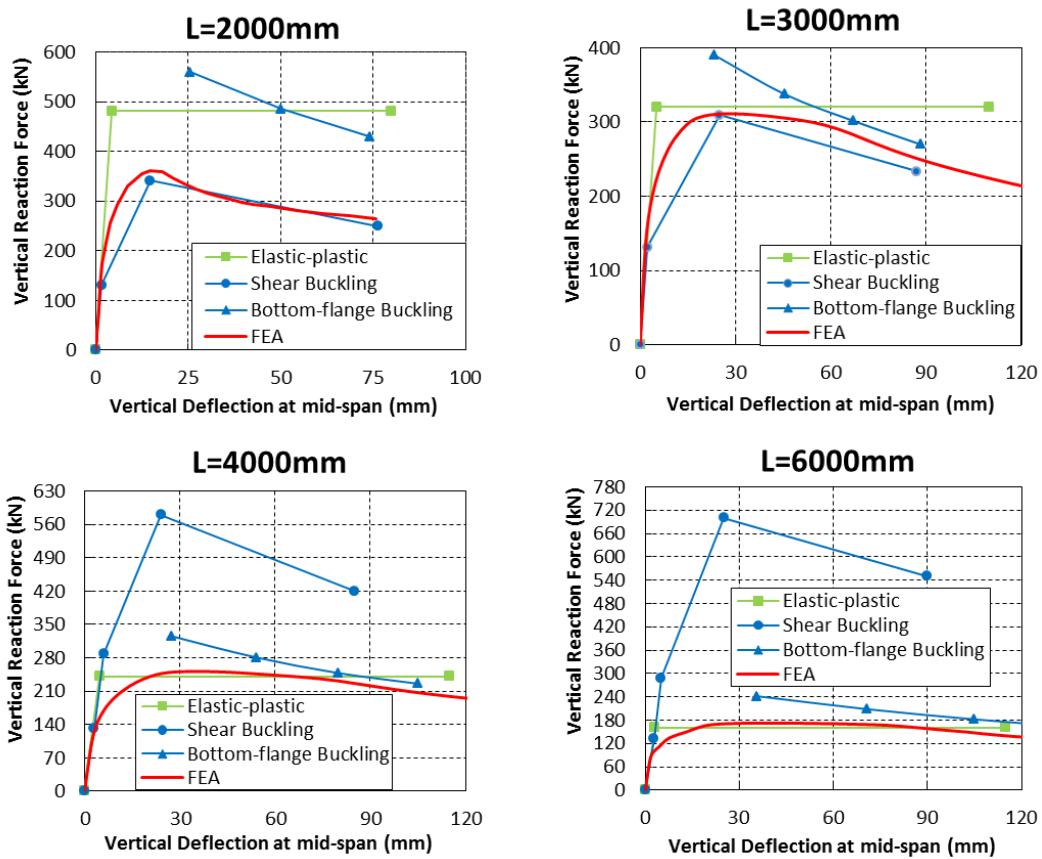 L=2000mm
Vertical Reaction Force (kN)
600
500
400
300
200
100
0
Elastic-plastic
Shear Buckling
Bottom-flange Buckling
FEA
0 25 50 75 100
Vertical Deflection at mid-span (mm)
L=3000mm
Vertical Reaction Force (kN)
400
300
200
100
0
Elastic-plastic
Shear Buckling
Bottom-flange Buckling
FEA
0 30 60 90 120
Vertical Deflection at mid-span (mm)
L=4000mm
Vertical Reaction Force (kN)
630
560
490
420
350
280
210
140
70
0
Elastic-plastic
Shear Buckling
Bottom-flange Buckling
FEA
0 30 60 90 120
Vertical Deflection at mid-span (mm)
L=6000mm
Vertical Reaction Force (kN)
780
720
660
600
540
480
420
360
300
240
180
120
60
0
Elastic-plastic
Shear Buckling
Bottom-flange Buckling
FEA
0 30 60 90 120
Vertical Deflection at mid-span (mm)